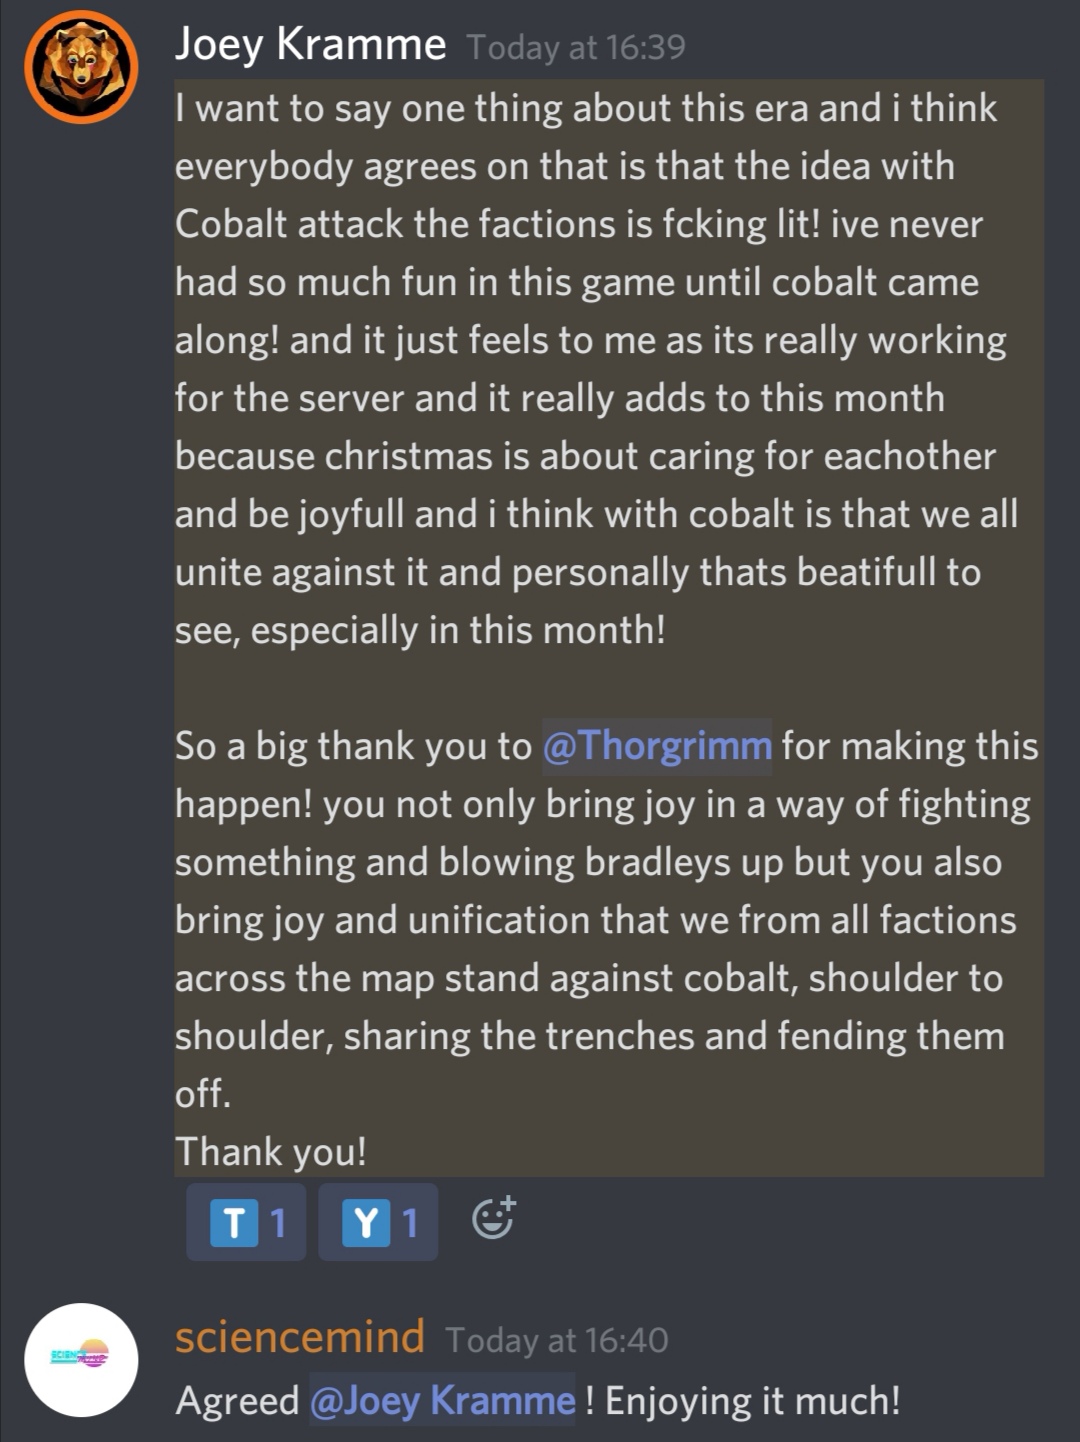 Joey Kramme Today at 16:39
I want to say one thing about this era and i think
everybody agrees on that is that the idea with
Cobalt attack the factions is fcking lit! ive never
had so much fun in this game until cobalt came
along! and it just feels to me as its really working
for the server and it really adds to this month
because christmas is about caring for eachother
and be joyfull and i think with cobalt is that we all
unite against it and personally thats beatifull to
see, especially in this month!
So a big thank you to @Thorgrimm for making this
happen! you not only bring joy in a way of fighting
something and blowing bradleys up but you also
bring joy and unification that we from all factions
across the map stand against cobalt, shoulder to
shoulder, sharing the trenches and fending them
off.
Thank you!
T 1 Y 1
sciencemind Today at 16:40
Agreed @Joey Kramme ! Enjoying it much!